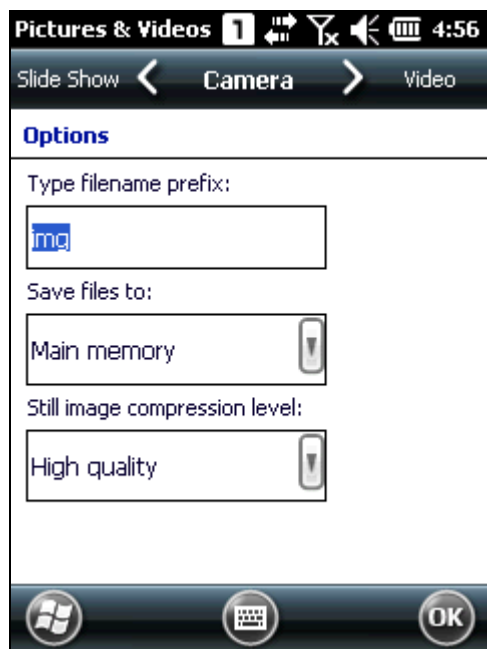 Pictures & Videos 1 4:56
Slide Show Camera Video
Options
Type filename prefix:
img
Save files to:
Main memory
Still image compression level:
High quality
OK